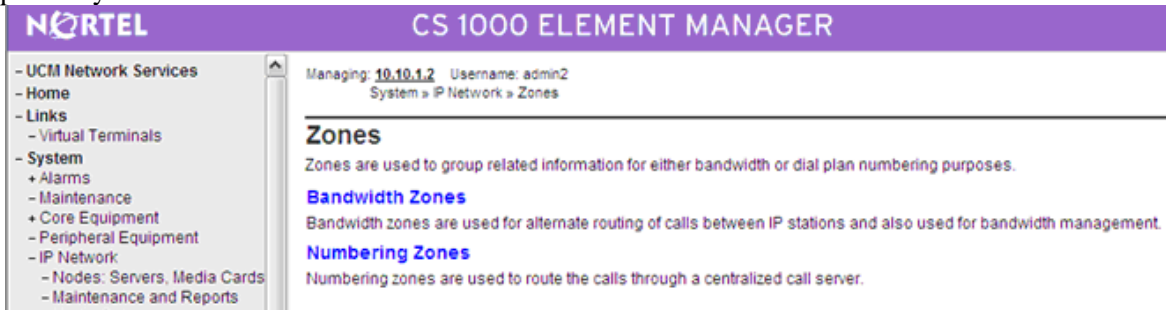 NØRTEL
CS 1000 ELEMENT MANAGER
– UCM Network Services
– Home
– Links
– Virtual Terminals
– System
+ Alarms
– Maintenance
+ Core Equipment
– Peripheral Equipment
– IP Network
– Nodes: Servers, Media Cards
– Maintenance and Reports
Managing: 10.10.1.2 Username: admin2
System » IP Network » Zones
Zones
Zones are used to group related information for either bandwidth or dial plan numbering purposes.
Bandwidth Zones
Bandwidth zones are used for alternate routing of calls between IP stations and also used for bandwidth management.
Numbering Zones
Numbering zones are used to route the calls through a centralized call server.